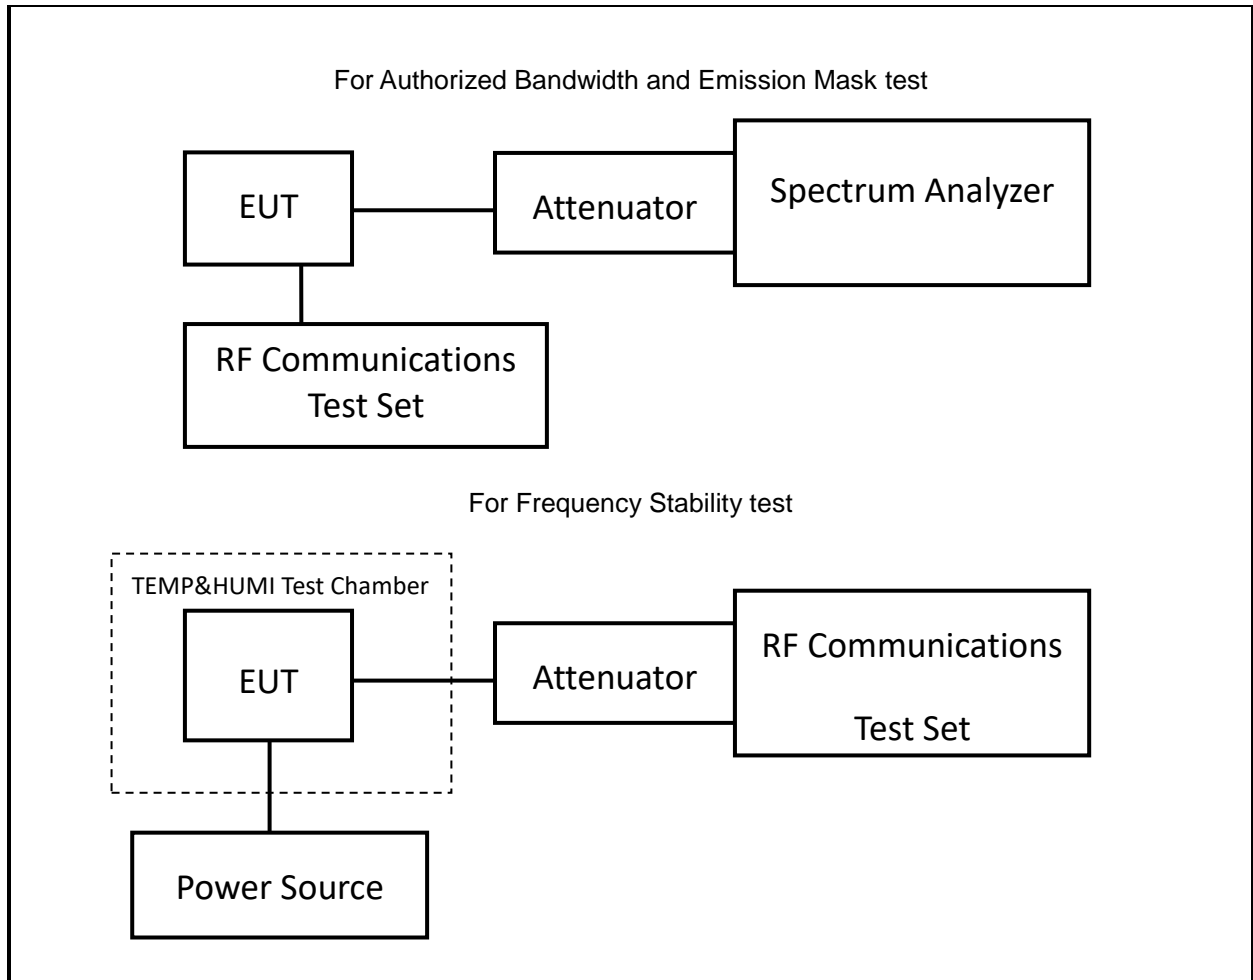 For Authorized Bandwidth and Emission Mask test
EUT
Attenuator
Spectrum Analyzer
RF Communications
Test Set
For Frequency Stability test
TEMP&HUMI Test Chamber
EUT
Attenuator
RF Communications
Test Set
Power Source